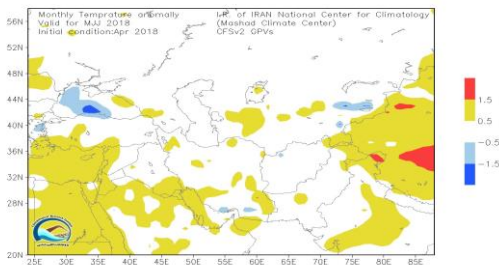 Monthly Temprature anomally I.R. of IRAN National Center for Climatology
Valid for MJJ 2018 (Mashad Climate Center)
Initial condition:Apr 2018 CFSv2 GPVs
56N
52N
48N
44N
40N
36N
32N
28N
24N
20N
25E 30E 35E 40E 45E 50E 55E 60E 65E 70E 75E 80E 85E
1.5
0.5
-0.5
-1.5